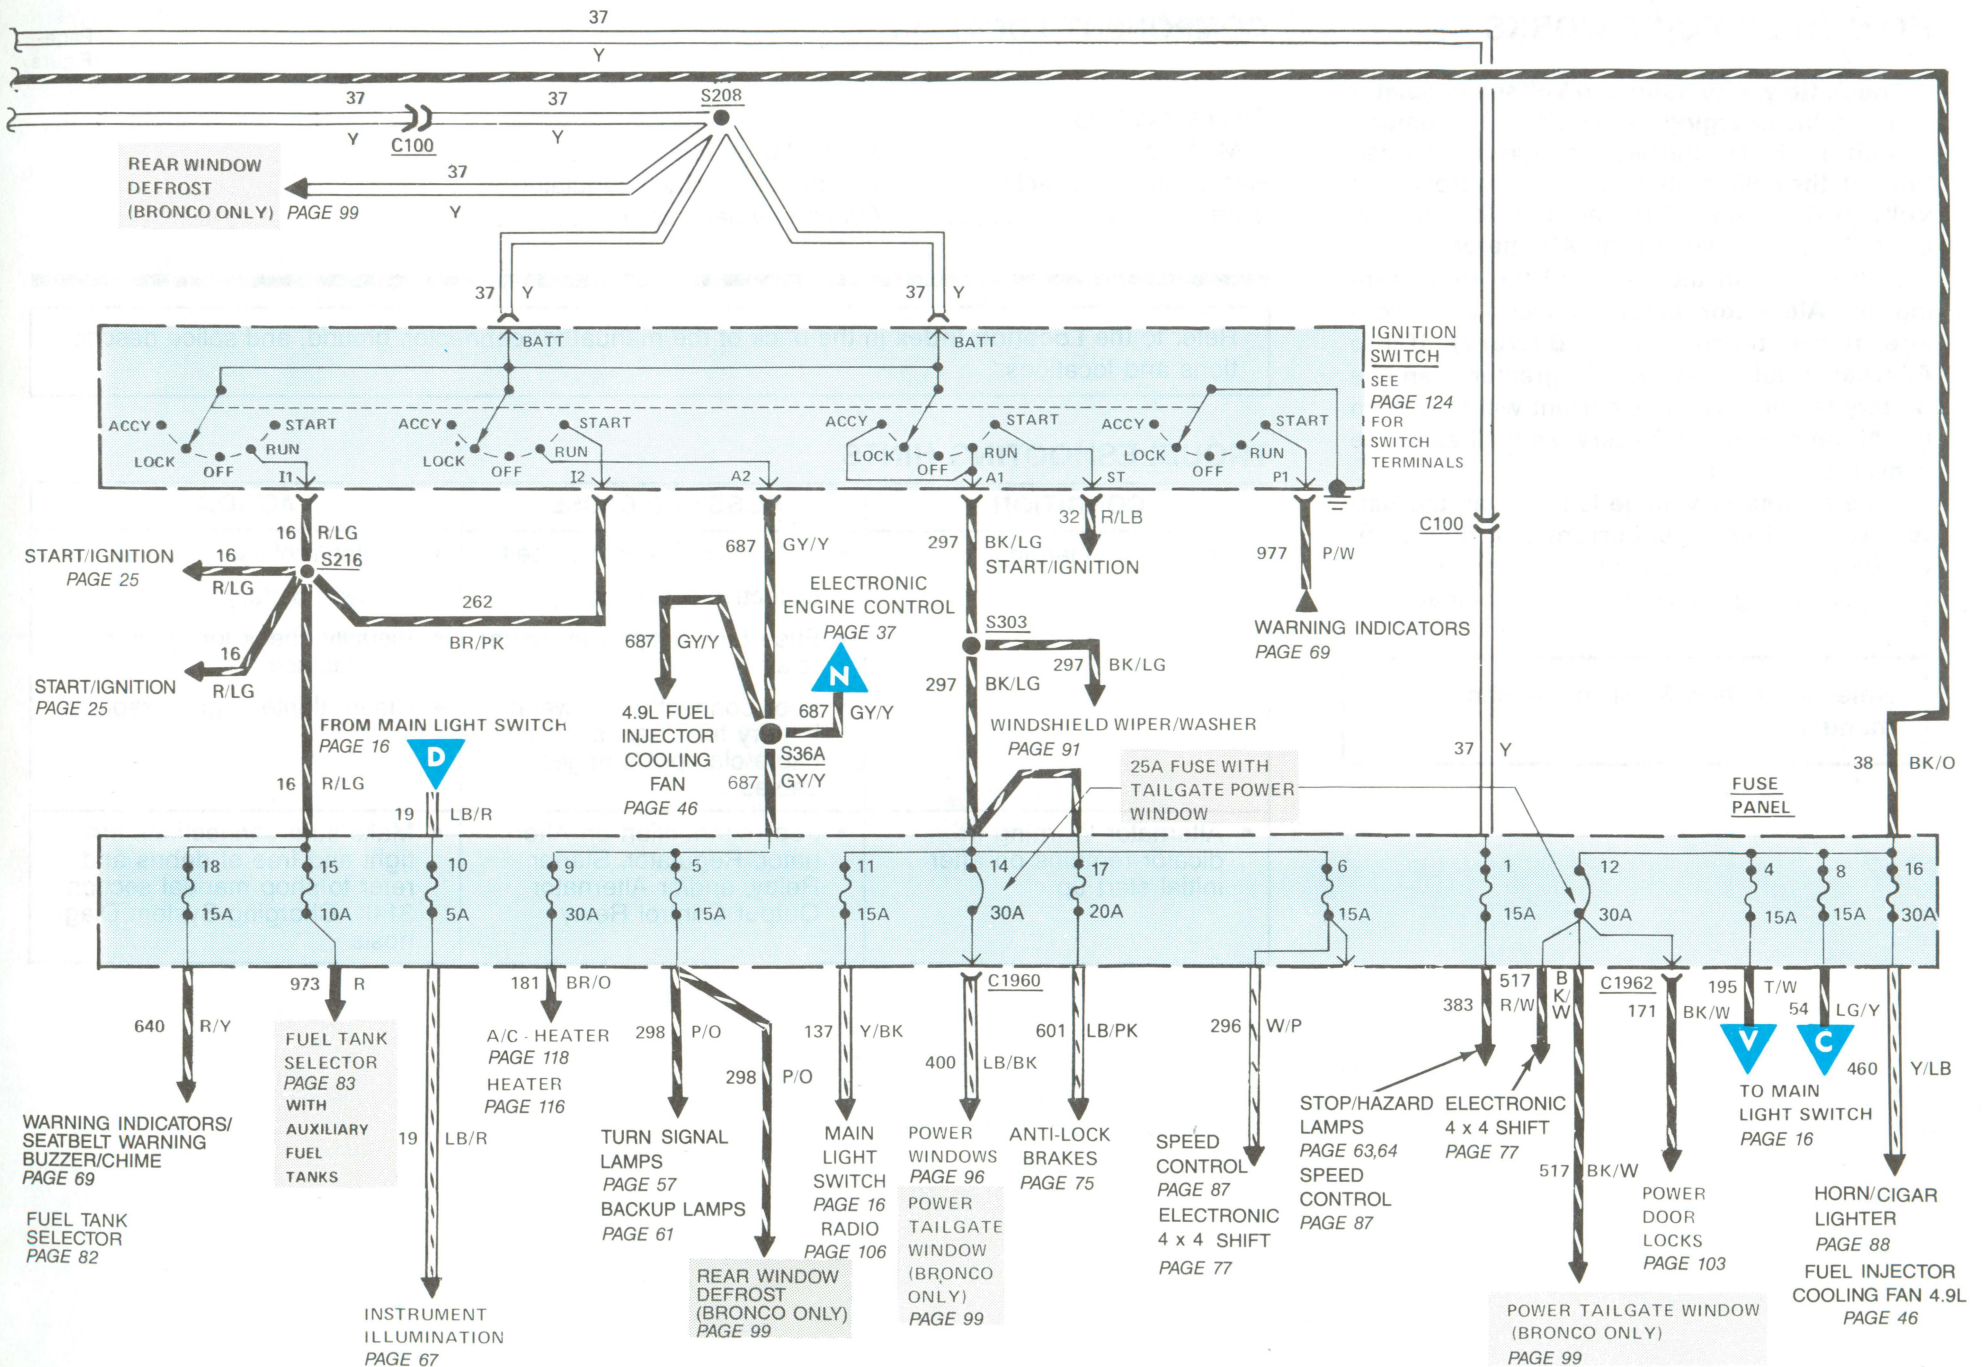 37
Y
37
Y
C100
37
Y
S208
REAR WINDOW
DEFROST
(BRONCO ONLY) PAGE 99
37
Y
37 Y
37 Y
BATT
BATT
IGNITION
SWITCH
SEE
PAGE 124
FOR
SWITCH
TERMINALS
ACCY
LOCK
OFF
RUN
START
I1
ACCY
LOCK
OFF
RUN
START
I2
A2
ACCY
LOCK
OFF
RUN
START
A1
ST
ACCY
LOCK
OFF
RUN
START
P1
16 R/LG
S216
START/IGNITION
PAGE 25
16
R/LG
262
BR/PK
START/IGNITION
PAGE 25
16
R/LG
16 R/LG
FROM MAIN LIGHT SWITCH
PAGE 16
D
19 LB/R
687 GY/Y
687 GY/Y
4.9L FUEL
INJECTOR
COOLING
FAN
PAGE 46
ELECTRONIC
ENGINE CONTROL
PAGE 37
N
687 GY/Y
S36A
687 GY/Y
297 BK/LG
32 R/LB
START/IGNITION
S303
297 BK/LG
297 BK/LG
WINDSHIELD WIPER/WASHER
PAGE 91
977 P/W
WARNING INDICATORS
PAGE 69
C100
37 Y
25A FUSE WITH
TAILGATE POWER
WINDOW
FUSE
PANEL
38 BK/O
18
15A
15
10A
10
5A
9
30A
5
15A
11
15A
14
30A
17
20A
6
15A
1
15A
12
30A
4
15A
8
15A
16
30A
640 R/Y
WARNING INDICATORS/
SEATBELT WARNING
BUZZER/CHIME
PAGE 69
FUEL TANK
SELECTOR
PAGE 82
973 R
FUEL TANK
SELECTOR
PAGE 83
WITH
AUXILIARY
FUEL
TANKS
19 LB/R
INSTRUMENT
ILLUMINATION
PAGE 67
181 BR/O
A/C - HEATER
PAGE 118
HEATER
PAGE 116
298 P/O
TURN SIGNAL
LAMPS
PAGE 57
BACKUP LAMPS
PAGE 61
298 P/O
REAR WINDOW
DEFROST
(BRONCO ONLY)
PAGE 99
137 Y/BK
MAIN
LIGHT
SWITCH
PAGE 16
RADIO
PAGE 106
C1960
400 LB/BK
POWER
WINDOWS
PAGE 96
POWER
TAILGATE
WINDOW
(BRONCO
ONLY)
PAGE 99
601 LB/PK
ANTI-LOCK
BRAKES
PAGE 75
296 W/P
SPEED
CONTROL
PAGE 87
ELECTRONIC
4 x 4 SHIFT
PAGE 77
383 R/W
STOP/HAZARD
LAMPS
PAGE 63,64
SPEED
CONTROL
PAGE 87
517
B
K/
W
ELECTRONIC
4 x 4 SHIFT
PAGE 77
517 BK/W
POWER TAILGATE WINDOW
(BRONCO ONLY)
PAGE 99
C1962
171 BK/W
POWER
DOOR
LOCKS
PAGE 103
195 T/W
V
54 LG/Y
C
TO MAIN
LIGHT SWITCH
PAGE 16
460 Y/LB
HORN/CIGAR
LIGHTER
PAGE 88
FUEL INJECTOR
COOLING FAN 4.9L
PAGE 46